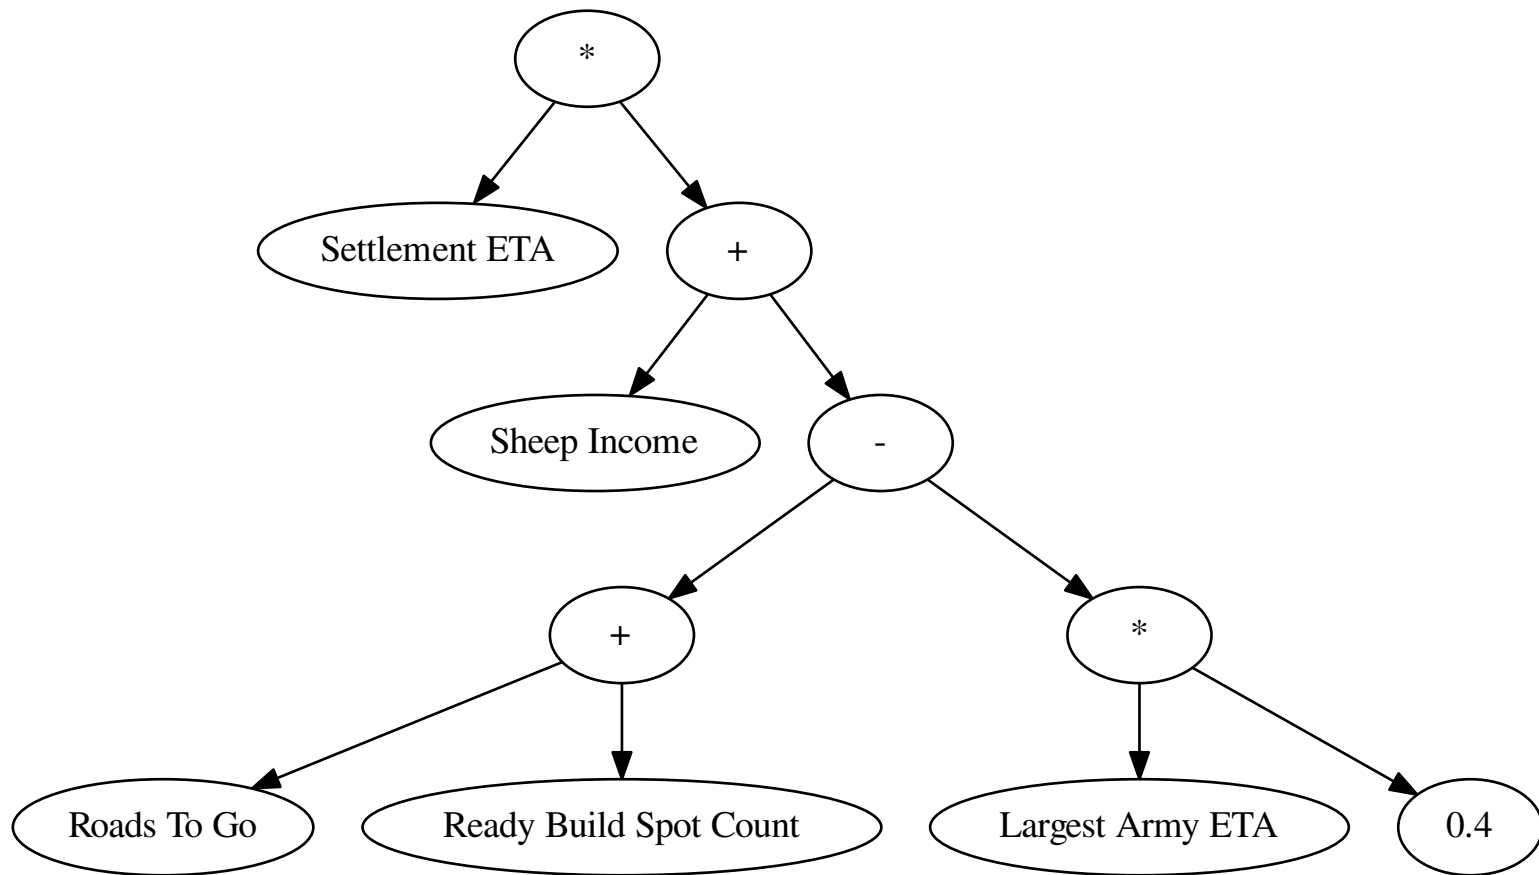 *
Settlement ETA
+
Sheep Income
-
+
*
Roads To Go
Ready Build Spot Count
Largest Army ETA
0.4